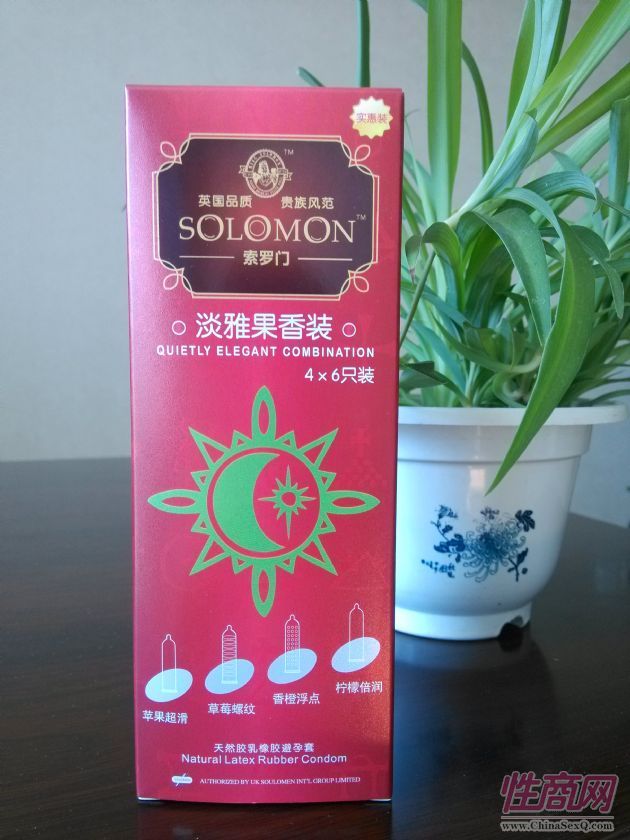 实惠装
TM
英国品质 贵族风范
SOLOMON TM
索罗门
淡雅果香装
QUIETLY ELEGANT COMBINATION
4×6只装
苹果超滑
草莓螺纹
香橙浮点
柠檬倍润
天然胶乳橡胶避孕套
Natural Latex Rubber Condom
AUTHORIZED BY UK SOULOMEN INT'L GROUP LIMITED
性商网
www.ChinaSexQ.com